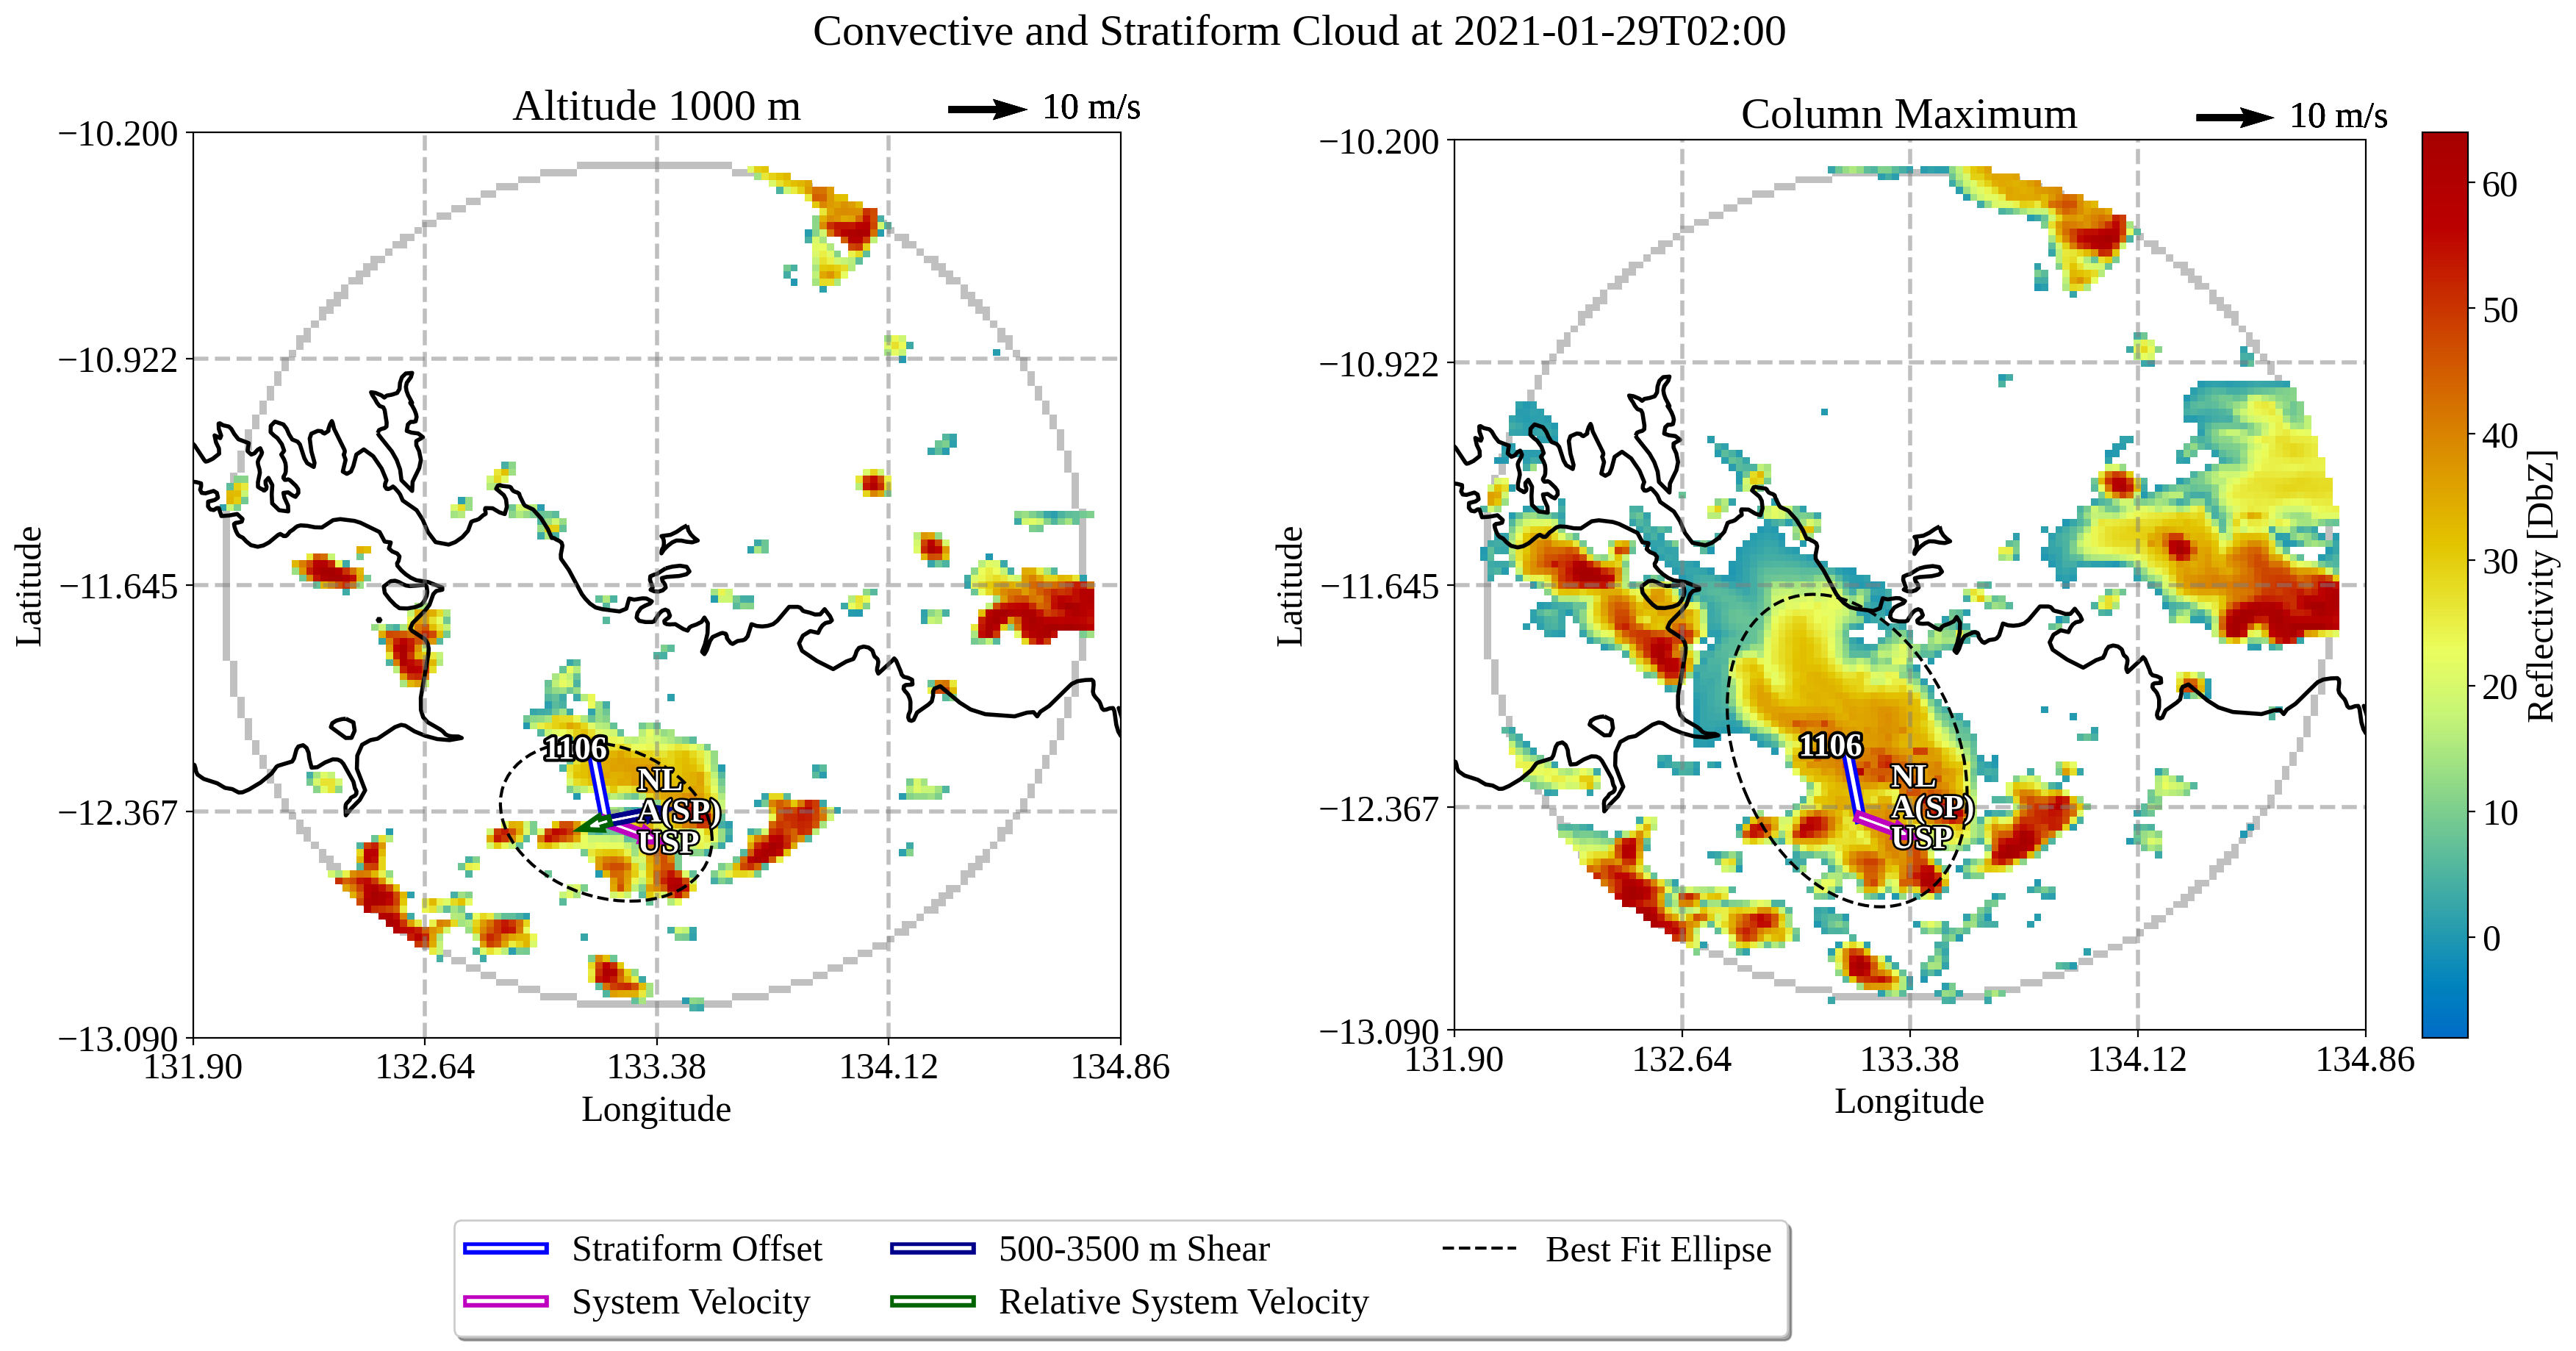 Convective and Stratiform Cloud at 2021-01-29T02:00
Altitude 1000 m
10 m/s
−10.200
−10.922
−11.645
−12.367
−13.090
Latitude
1106
NL
A(SP)
USP
131.90
132.64
133.38
134.12
134.86
Longitude
Column Maximum
10 m/s
−10.200
−10.922
−11.645
−12.367
−13.090
Latitude
1106
NL
A(SP)
USP
131.90
132.64
133.38
134.12
134.86
Longitude
60
50
40
30
20
10
0
Reflectivity [DbZ]
Stratiform Offset
System Velocity
500-3500 m Shear
Relative System Velocity
Best Fit Ellipse